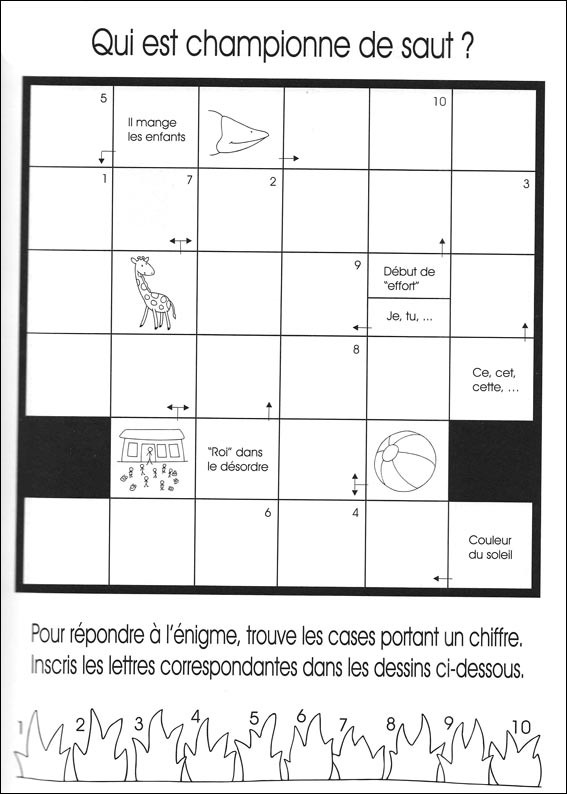 Qui est championne de saut ?
5
Il mange
les enfants
10
1
7
2
3
9
Début de
"effort"
Je, tu, ...
8
Ce, cet,
cette, ...
"Roi" dans
le désordre
6
4
Couleur
du soleil
Pour répondre à l'énigme, trouve les cases portant un chiffre.
Inscris les lettres correspondantes dans les dessins ci-dessous.
1 2 3 4 5 6 7 8 9 10